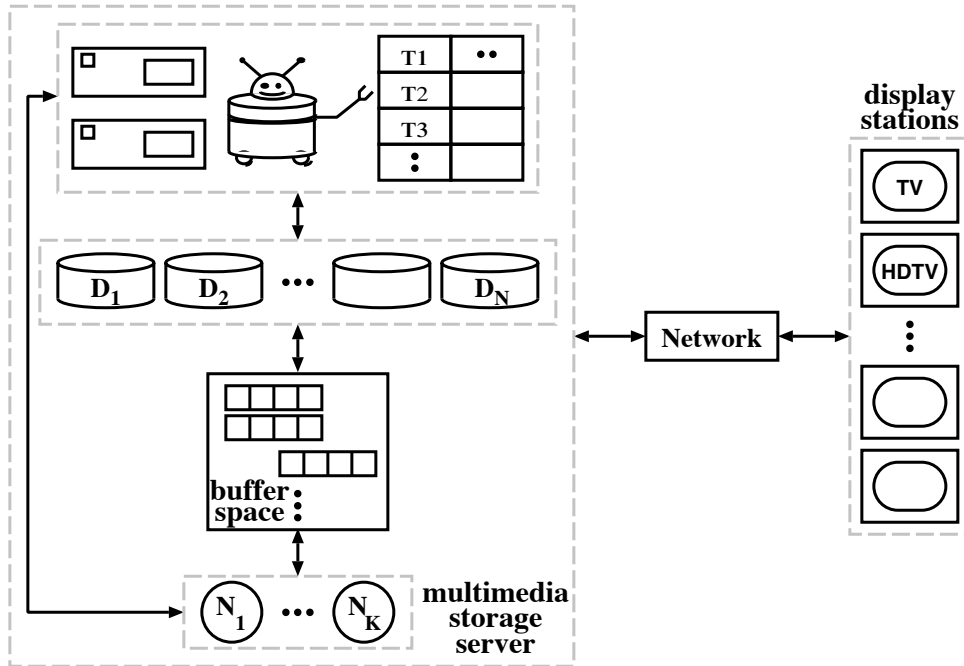 T1
T2
T3
display
stations
TV
HDTV
D1
D2
DN
Network
buffer
space
N1
NK
multimedia
storage
server